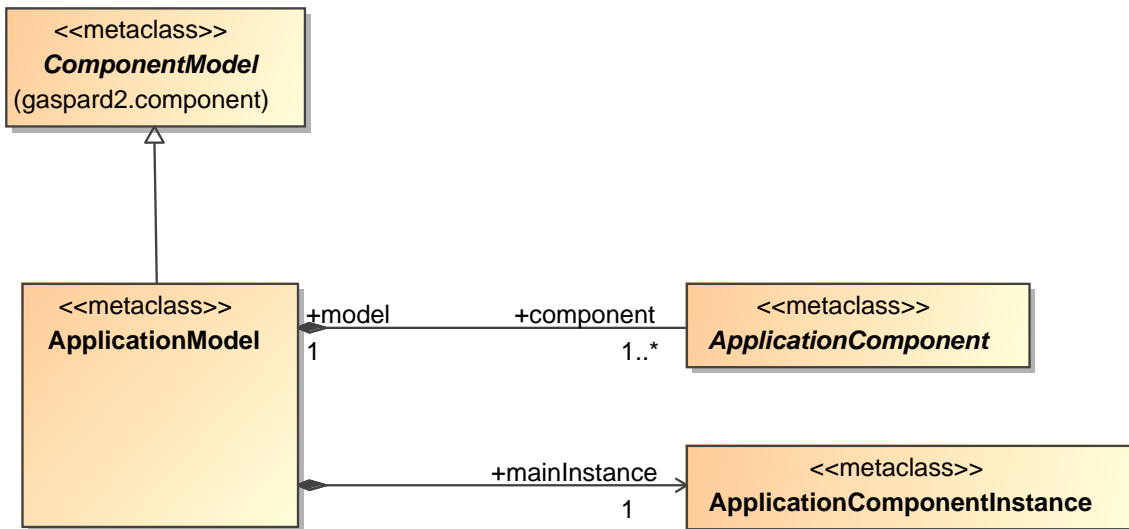 <<metaclass>>
ComponentModel
(gaspard2.component)
<<metaclass>>
ApplicationModel
+model
1
+component
1..*
<<metaclass>>
ApplicationComponent
+mainInstance
1
<<metaclass>>
ApplicationComponentInstance